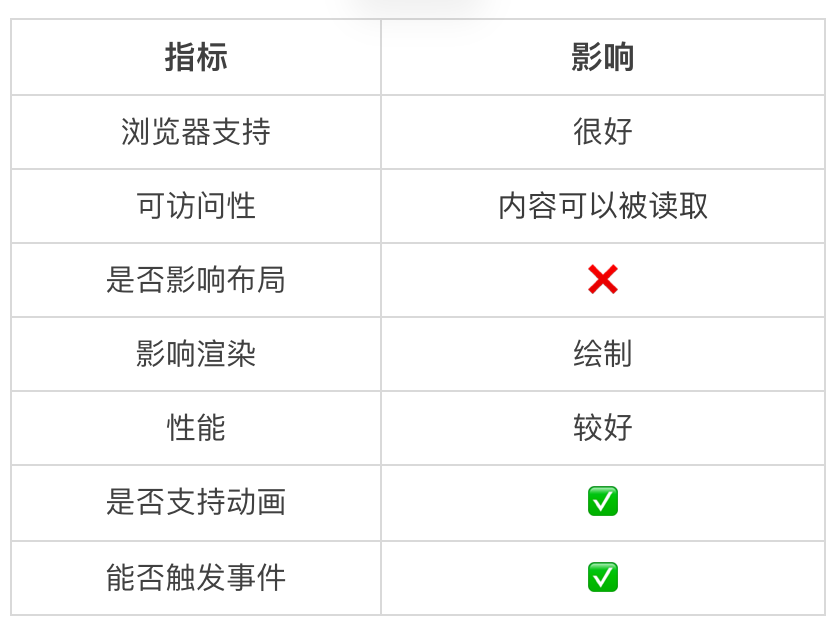 指标 影响
浏览器支持 很好
可访问性 内容可以被读取
是否影响布局 ❌
影响渲染 绘制
性能 较好
是否支持动画 ✅
能否触发事件 ✅